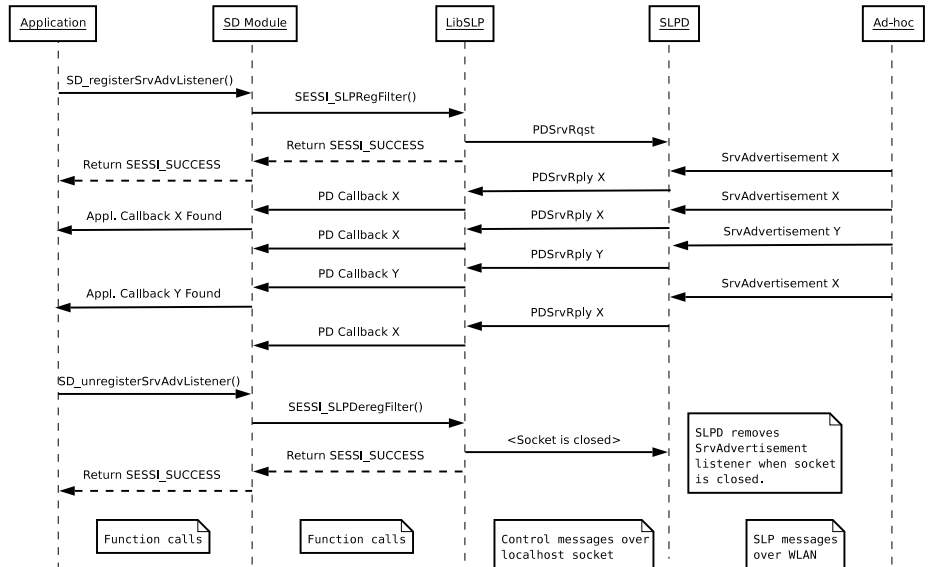 Application
SD Module
LibSLP
SLPD
Ad-hoc
SD_registerSrvAdvListener()
SESSI_SLPRegFilter()
PDSrvRqst
Return SESSI_SUCCESS
SrvAdvertisement X
Return SESSI_SUCCESS
PDSrvRply X
PD Callback X
SrvAdvertisement X
Appl. Callback X Found
PDSrvRply X
SrvAdvertisement Y
PD Callback X
PDSrvRply Y
PD Callback Y
SrvAdvertisement X
Appl. Callback Y Found
PDSrvRply X
PD Callback X
SD_unregisterSrvAdvListener()
SESSI_SLPDeregFilter()
<Socket is closed>
SLPD removes
SrvAdvertisement
listener when socket
is closed.
Return SESSI_SUCCESS
Return SESSI_SUCCESS
Function calls
Function calls
Control messages over
localhost socket
SLP messages
over WLAN